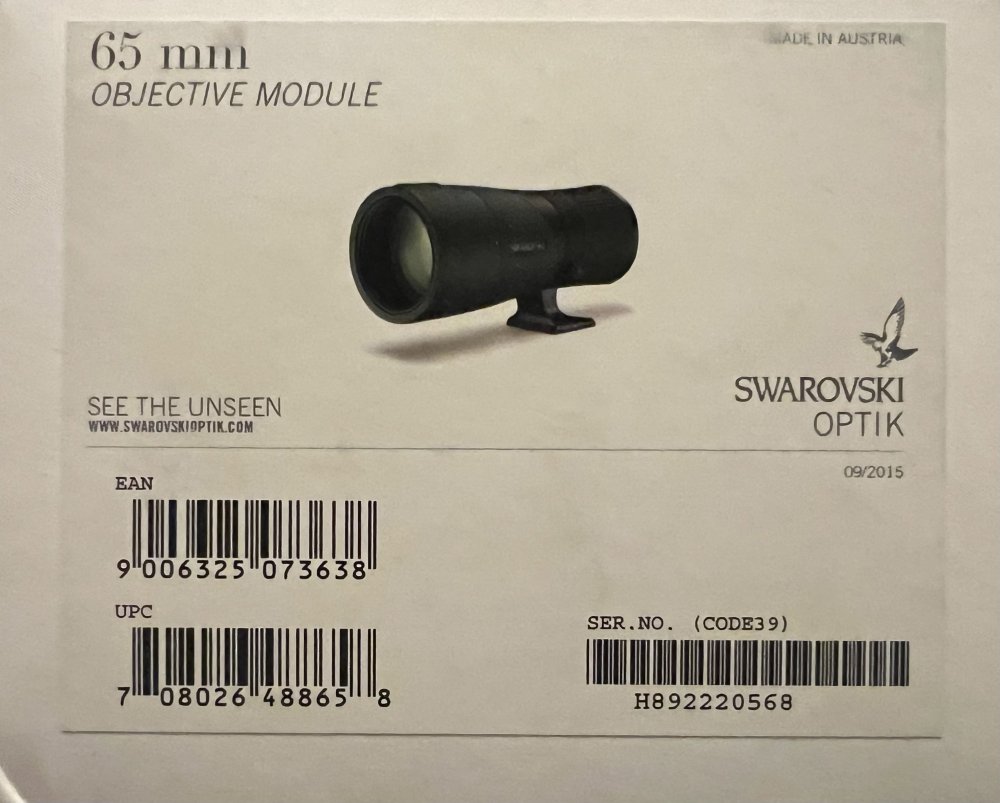 65 mm
OBJECTIVE MODULE
MADE IN AUSTRIA
SWAROVSKI
OPTIK
SEE THE UNSEEN
WWW.SWAROVSKIOPTIK.COM
09/2015
EAN
9 006325 073638
UPC
7 08026 48865 8
SER.NO. (CODE39)
H892220568